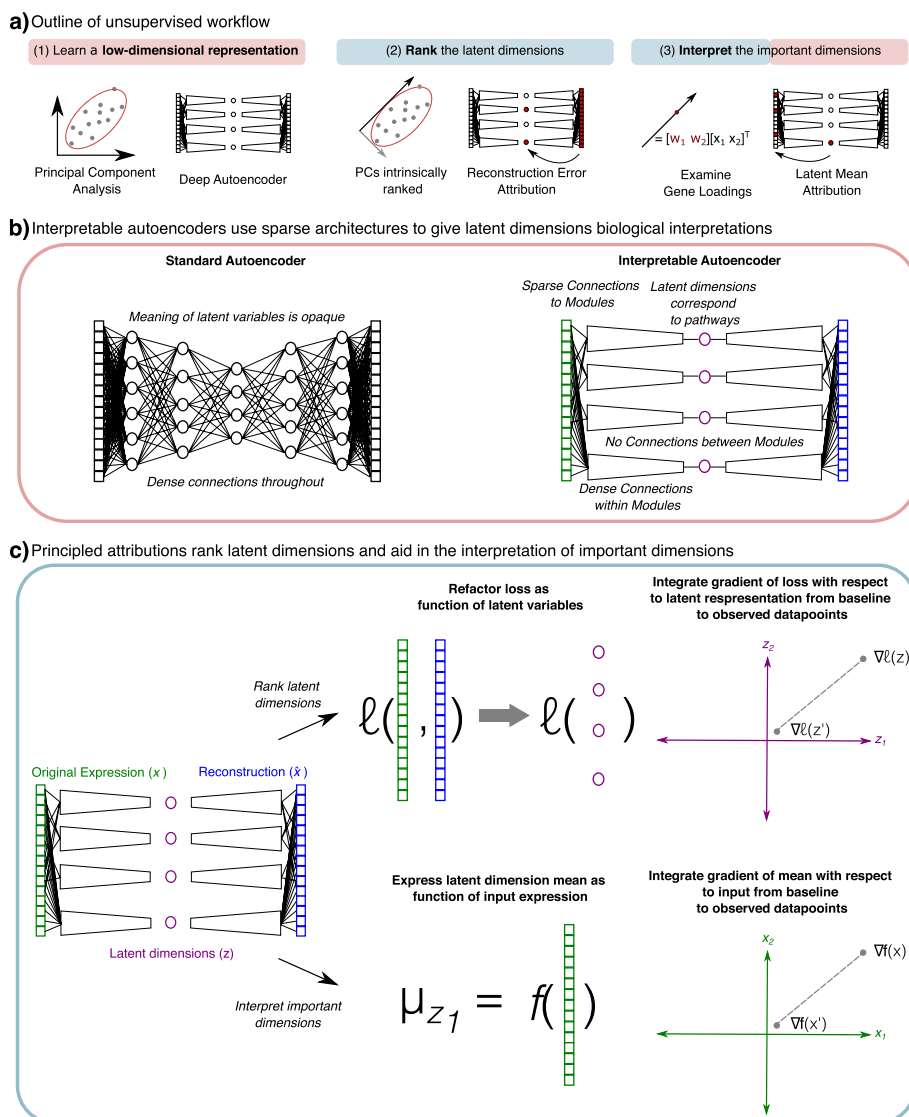 a) Outline of unsupervised workflow
(1) Learn a low-dimensional representation
(2) Rank the latent dimensions
(3) Interpret the important dimensions
Principal Component
Analysis
Deep Autoencoder
PCs intrinsically
ranked
Reconstruction Error
Attribution
= [w₁ w₂][x₁ x₂]ᵀ
Examine
Gene Loadings
Latent Mean
Attribution
b) Interpretable autoencoders use sparse architectures to give latent dimensions biological interpretations
Standard Autoencoder
Meaning of latent variables is opaque
Dense connections throughout
Interpretable Autoencoder
Sparse Connections
to Modules
Latent dimensions
correspond
to pathways
No Connections between Modules
Dense Connections
within Modules
c) Principled attributions rank latent dimensions and aid in the interpretation of important dimensions
Refactor loss as
function of latent variables
Integrate gradient of loss with respect
to latent respresentation from baseline
to observed datapooints
Rank latent
dimensions
ℓ( , )
ℓ( )
z₂
∇ℓ(z)
∇ℓ(z')
z₁
Original Expression (x)
Reconstruction (x̂)
Latent dimensions (z)
Interpret important
dimensions
Express latent dimension mean as
function of input expression
μ_z₁ = f( )
Integrate gradient of mean with respect
to input from baseline
to observed datapoints
x₂
∇f(x)
∇f(x')
x₁